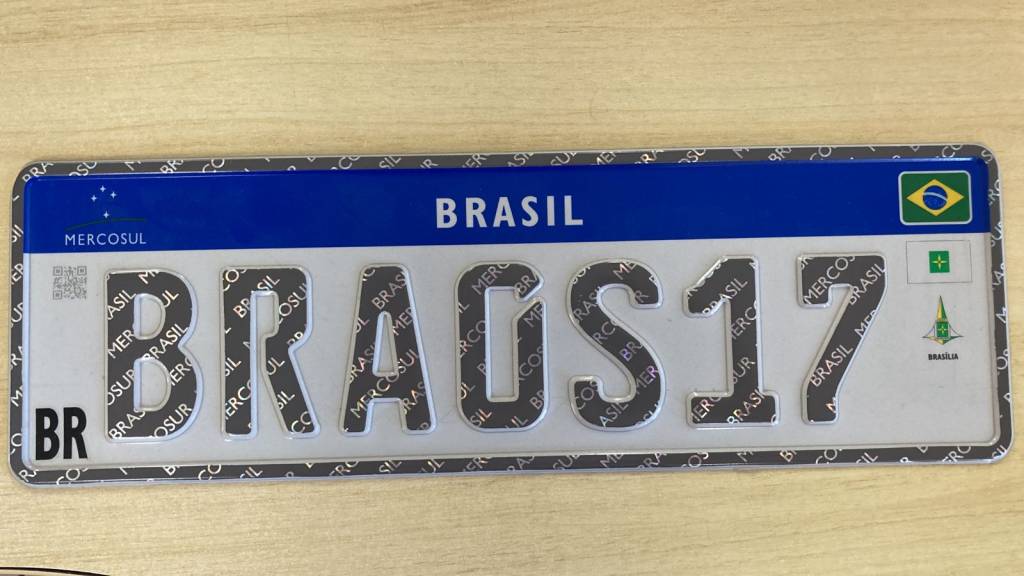 BRASIL
MERCOSUL
BRA0S17
BRASÍLIA
BR